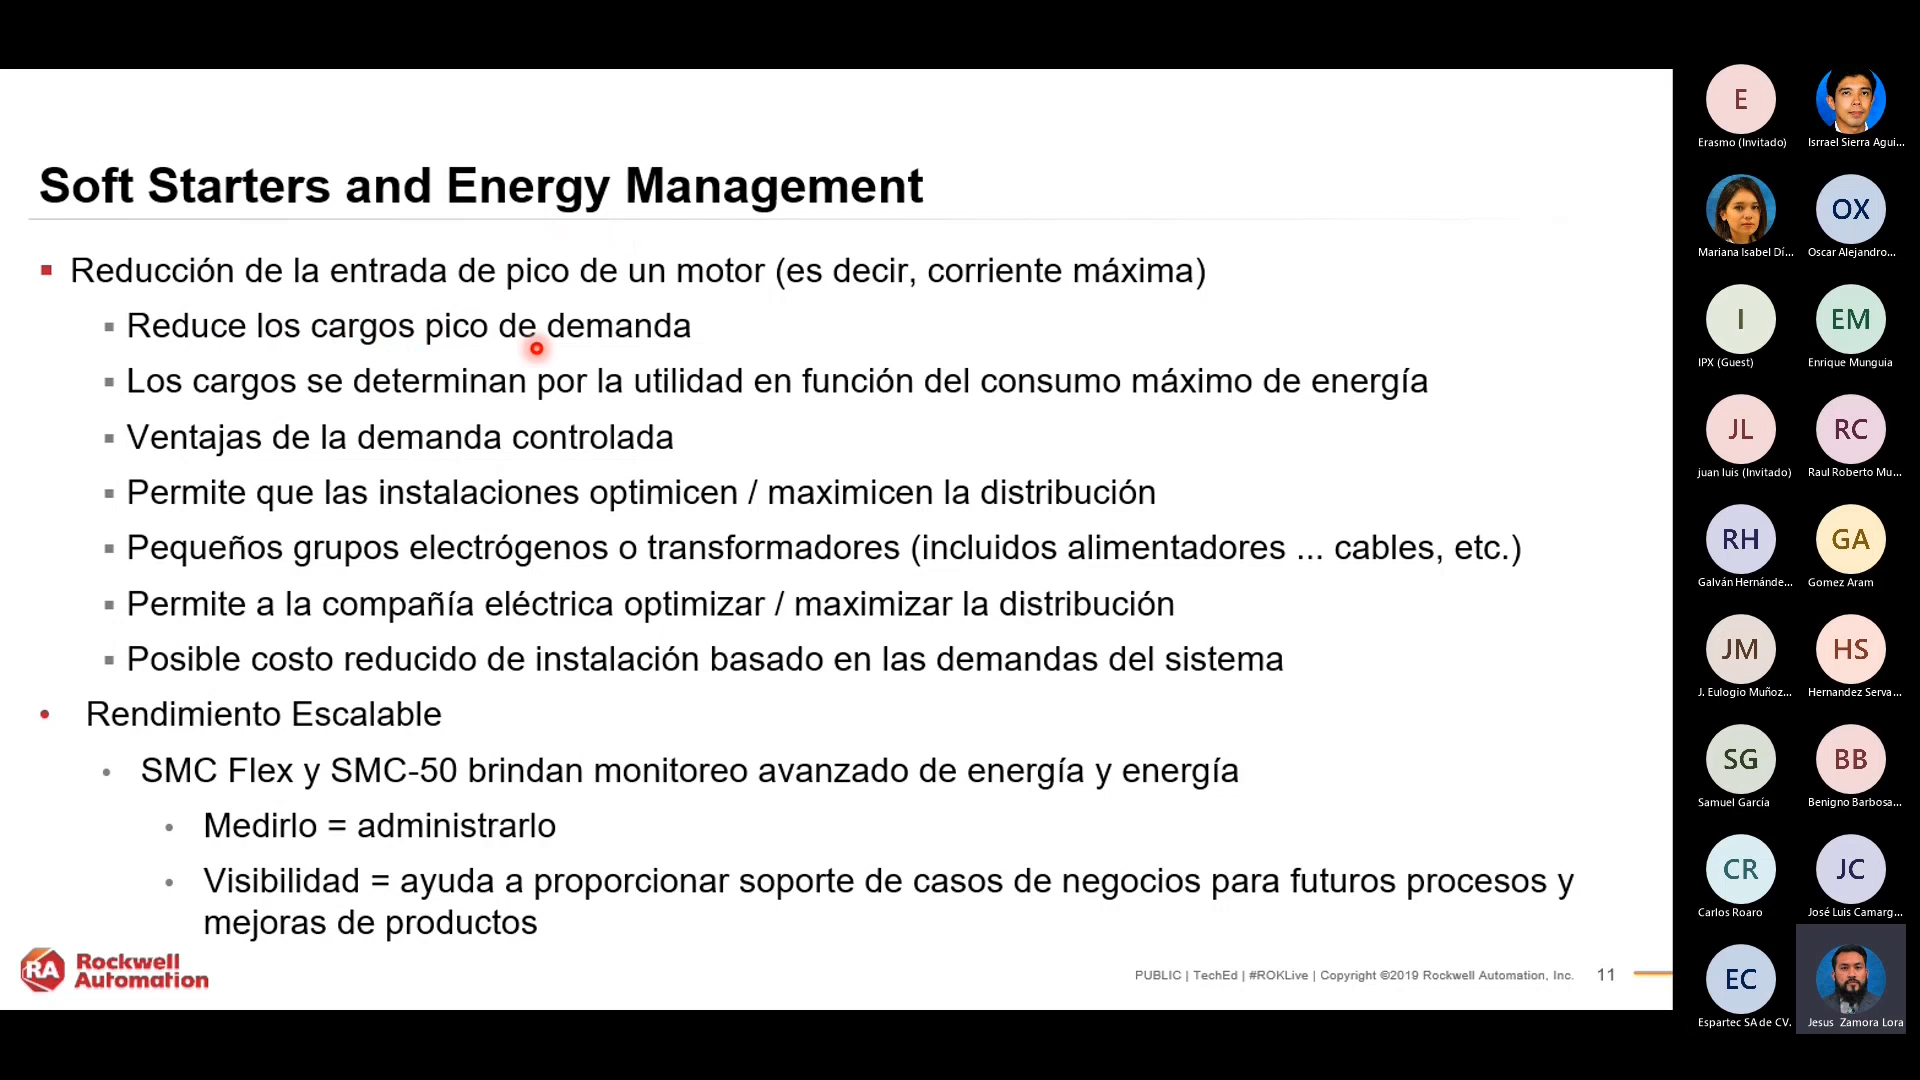 Soft Starters and Energy Management
Reducción de la entrada de pico de un motor (es decir, corriente máxima)
Reduce los cargos pico de demanda
Los cargos se determinan por la utilidad en función del consumo máximo de energía
Ventajas de la demanda controlada
Permite que las instalaciones optimicen / maximicen la distribución
Pequeños grupos electrógenos o transformadores (incluidos alimentadores ... cables, etc.)
Permite a la compañía eléctrica optimizar / maximizar la distribución
Posible costo reducido de instalación basado en las demandas del sistema
Rendimiento Escalable
SMC Flex y SMC-50 brindan monitoreo avanzado de energía y energía
Medirlo = administrarlo
Visibilidad = ayuda a proporcionar soporte de casos de negocios para futuros procesos y
mejoras de productos
RA
Rockwell
Automation
PUBLIC | TechEd | #ROKLive | Copyright ©2019 Rockwell Automation, Inc.
11
E
Erasmo (Invitado)
Isrrael Sierra Agui...
Mariana Isabel Dí...
OX
Oscar Alejandro...
I
IPX (Guest)
EM
Enrique Munguia
JL
juan luis (Invitado)
RC
Raul Roberto Mu...
RH
Galván Hernánde...
GA
Gomez Aram
JM
J. Eulogio Muñoz...
HS
Hernandez Serva...
SG
Samuel García
BB
Benigno Barbosa...
CR
Carlos Roaro
JC
José Luis Camarg...
EC
Espartec SA de CV.
Jesus Zamora Lora